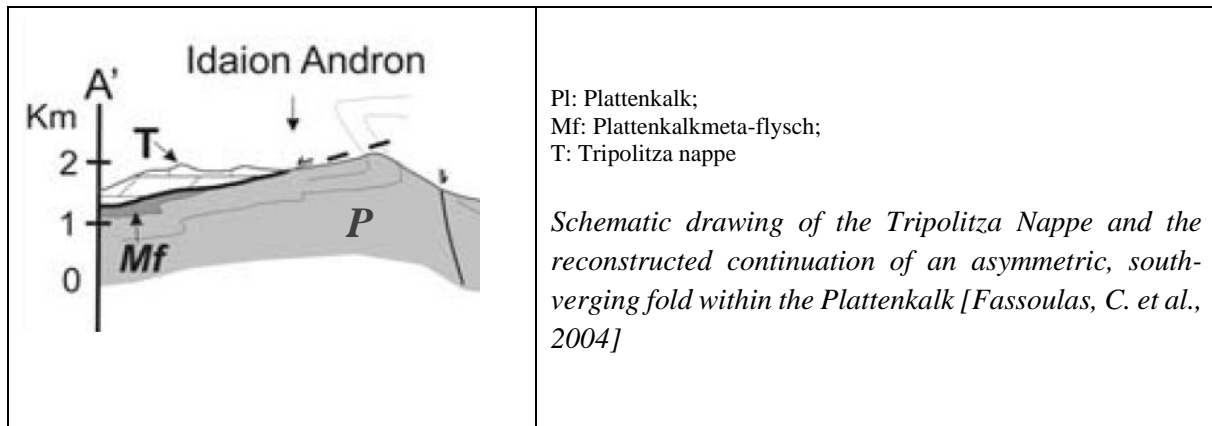 Idaion Andron
A'
Km
T
2
1
P
Mf
0
Pl: Plattenkalk;
Mf: Plattenkalkmeta-flysch;
T: Tripolitza nappe
Schematic drawing of the Tripolitza Nappe and the
reconstructed continuation of an asymmetric, south-
verging fold within the Plattenkalk [Fassoulas, C. et al.,
2004]